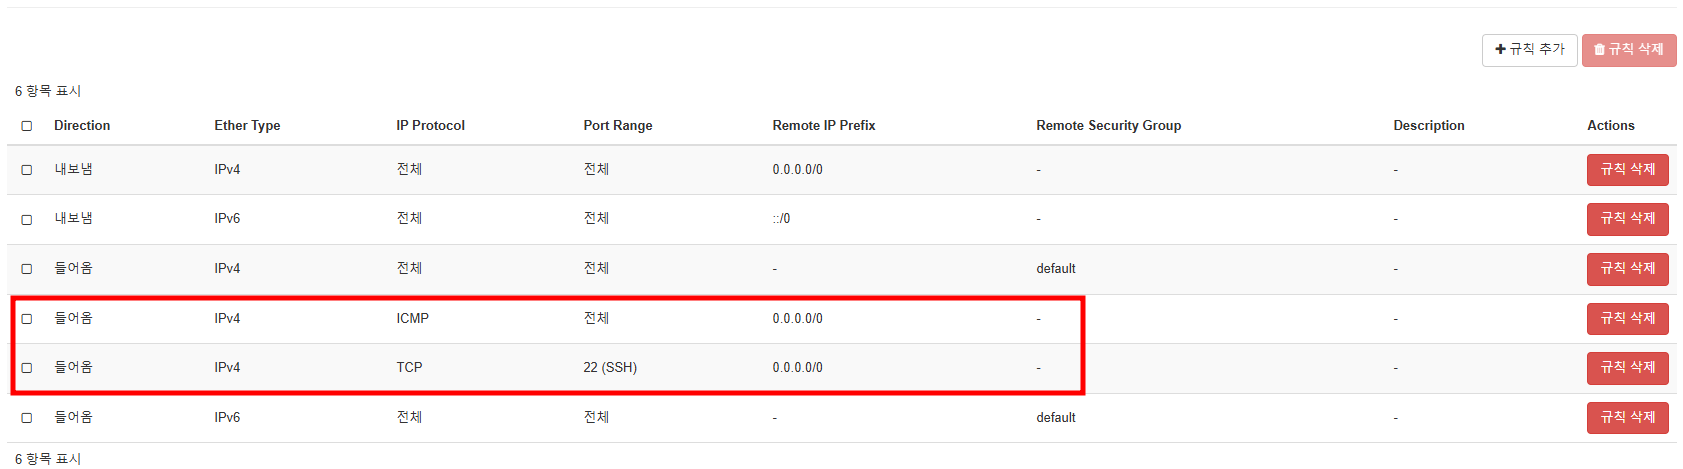 규칙 추가 규칙 삭제
6 항목 표시
Direction Ether Type IP Protocol Port Range Remote IP Prefix Remote Security Group Description Actions
내보냄 IPv4 전체 전체 0.0.0.0/0 - - 규칙 삭제
내보냄 IPv6 전체 전체 ::/0 - - 규칙 삭제
들어옴 IPv4 전체 전체 - default - 규칙 삭제
들어옴 IPv4 ICMP 전체 0.0.0.0/0 - - 규칙 삭제
들어옴 IPv4 TCP 22 (SSH) 0.0.0.0/0 - - 규칙 삭제
들어옴 IPv6 전체 전체 - default - 규칙 삭제
6 항목 표시